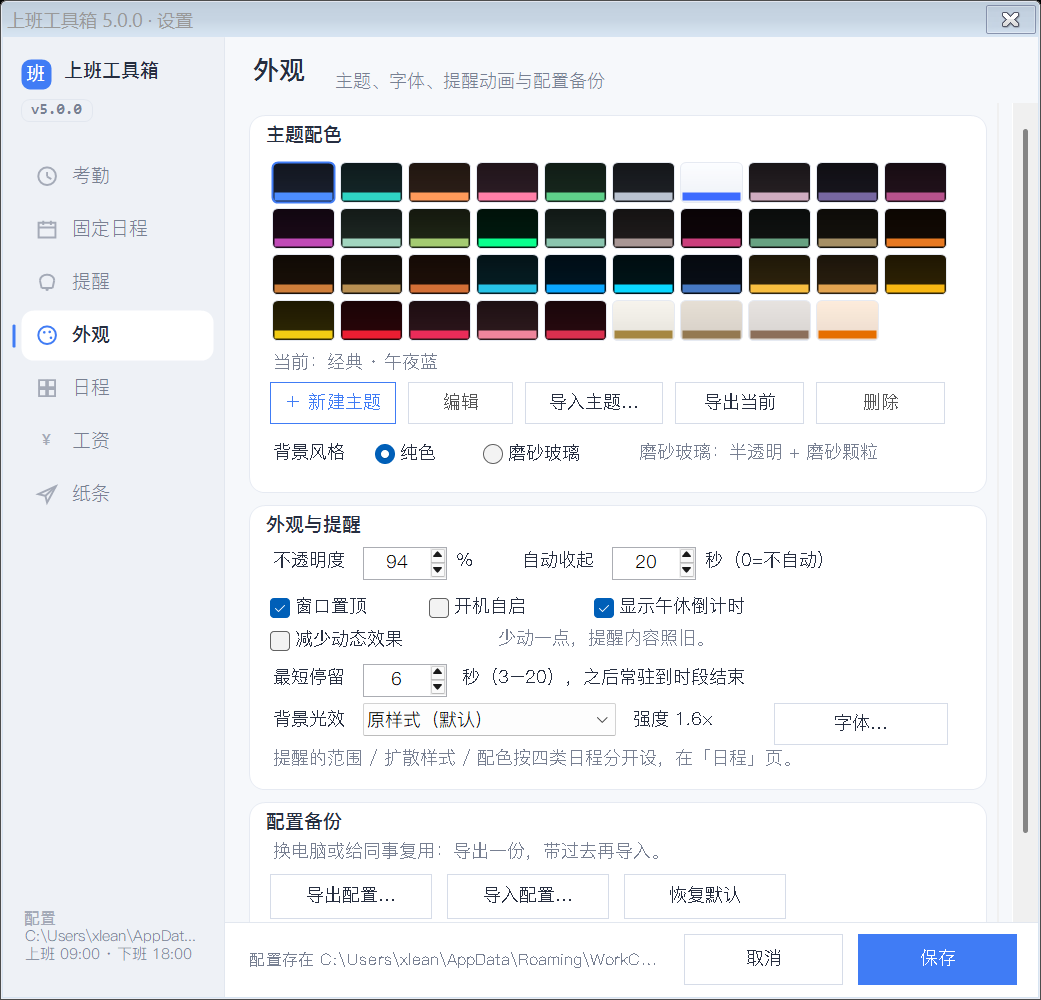 上班工具箱 5.0.0 · 设置
班 上班工具箱
v5.0.0
考勤
固定日程
提醒
外观
日程
¥ 工资
纸条
配置
C:\Users\xlean\AppDat...
上班 09:00 · 下班 18:00
外观 主题、字体、提醒动画与配置备份
主题配色
当前：经典 · 午夜蓝
+ 新建主题 编辑 导入主题... 导出当前 删除
背景风格 纯色 磨砂玻璃 磨砂玻璃：半透明 + 磨砂颗粒
外观与提醒
不透明度 94 % 自动收起 20 秒（0=不自动）
窗口置顶 开机自启 显示午休倒计时
减少动态效果 少动一点，提醒内容照旧。
最短停留 6 秒（3—20），之后常驻到时段结束
背景光效 原样式（默认） 强度 1.6× 字体...
提醒的范围 / 扩散样式 / 配色按四类日程分开设，在「日程」页。
配置备份
换电脑或给同事复用：导出一份，带过去再导入。
导出配置... 导入配置... 恢复默认
配置存在 C:\Users\xlean\AppData\Roaming\WorkC... 取消 保存